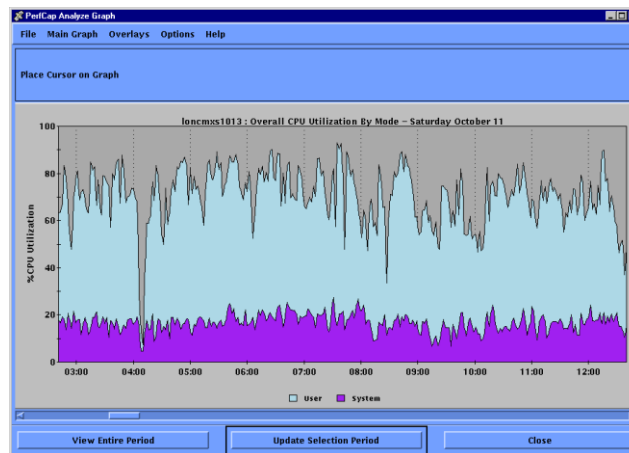 PerfCap Analyze Graph
File Main Graph Overlays Options Help
Place Cursor on Graph
loncmxs1013 : Overall CPU Utilization By Mode – Saturday October 11
100
80
60
40
20
0
%CPU Utilization
03:00 04:00 05:00 06:00 07:00 08:00 09:00 10:00 11:00 12:00
User System
View Entire Period Update Selection Period Close